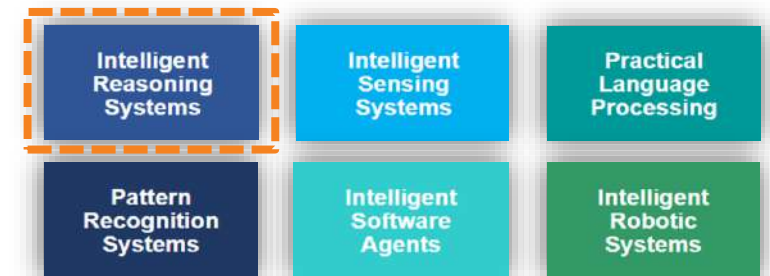 Intelligent
Reasoning
Systems
Intelligent
Sensing
Systems
Practical
Language
Processing
Pattern
Recognition
Systems
Intelligent
Software
Agents
Intelligent
Robotic
Systems